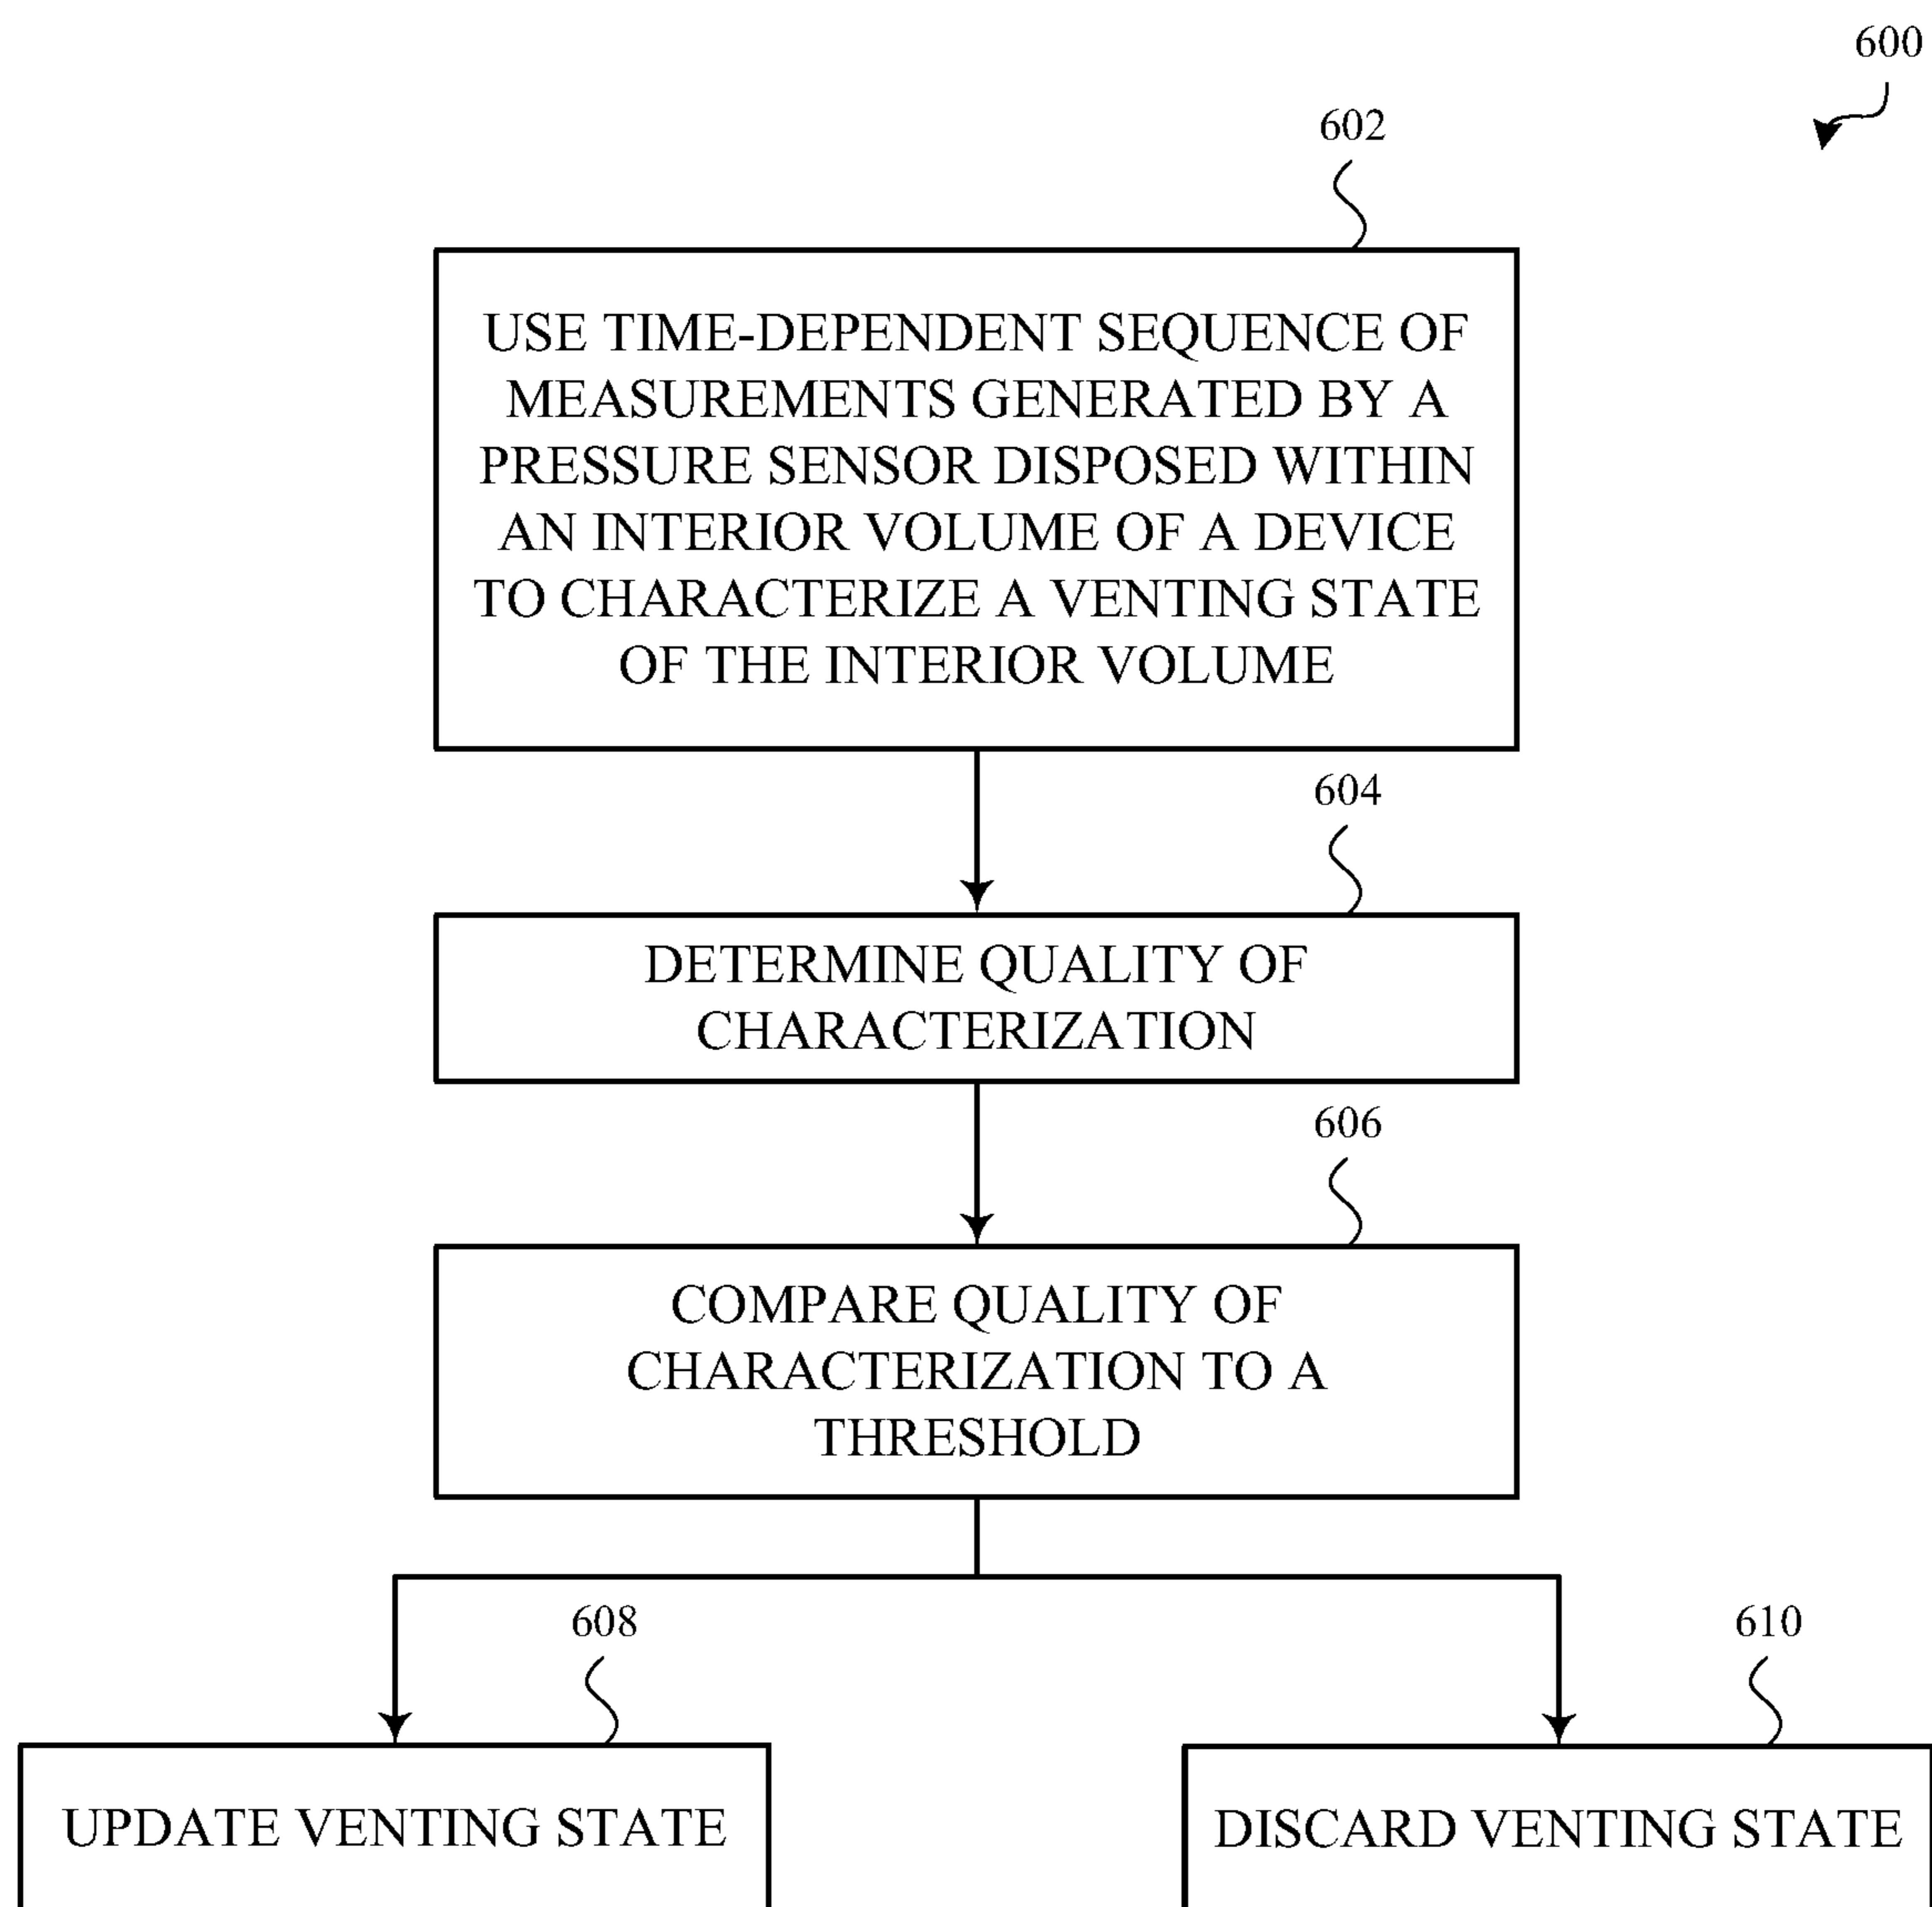 600
602
USE TIME-DEPENDENT SEQUENCE OF
MEASUREMENTS GENERATED BY A
PRESSURE SENSOR DISPOSED WITHIN
AN INTERIOR VOLUME OF A DEVICE
TO CHARACTERIZE A VENTING STATE
OF THE INTERIOR VOLUME
604
DETERMINE QUALITY OF
CHARACTERIZATION
606
COMPARE QUALITY OF
CHARACTERIZATION TO A
THRESHOLD
608
UPDATE VENTING STATE
610
DISCARD VENTING STATE